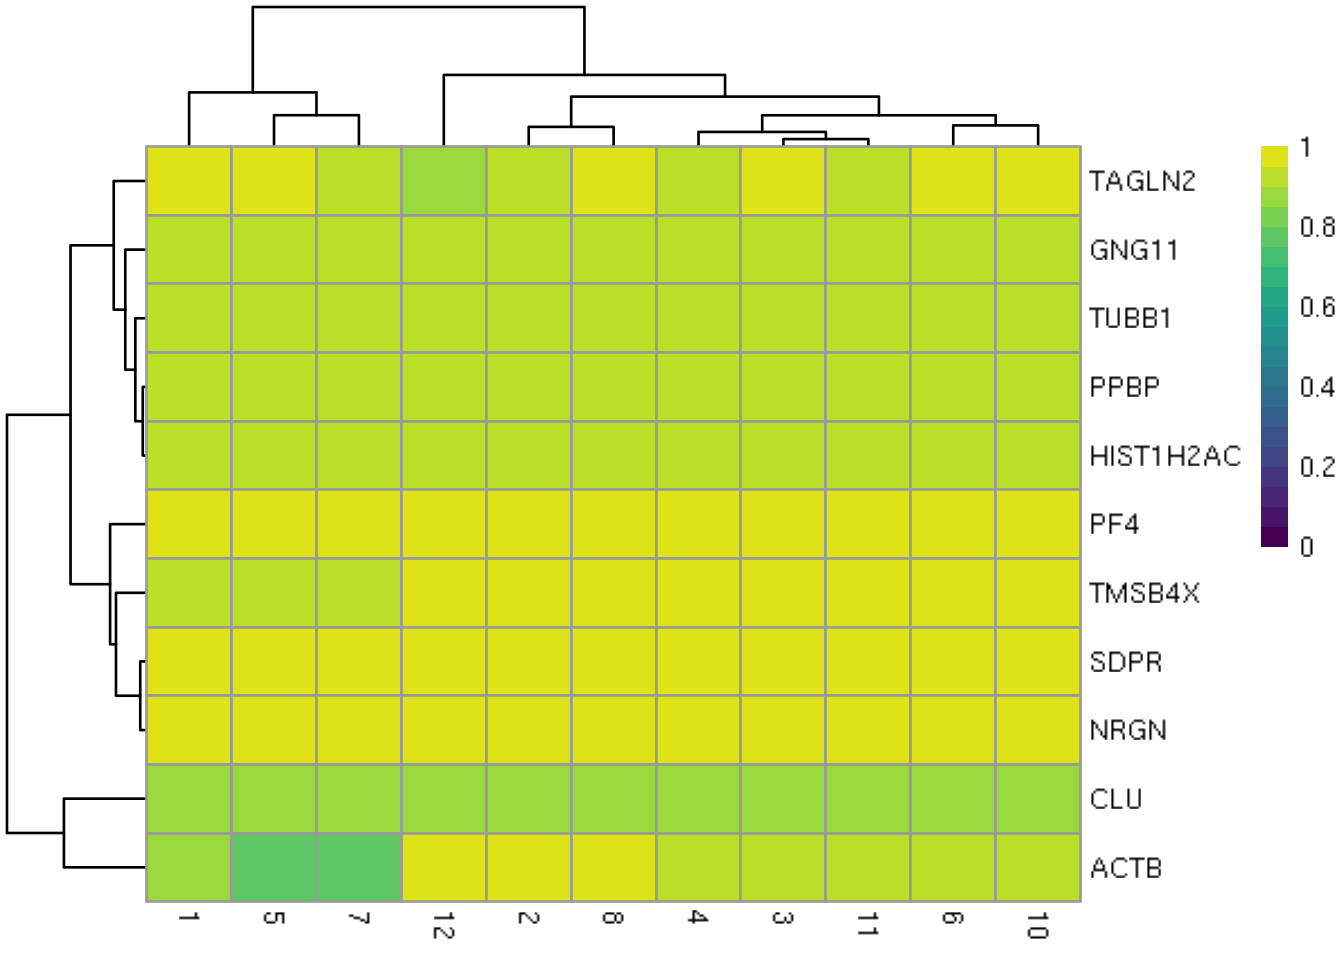 1
TAGLN2
0.8
GNG11
0.6
TUBB1
0.4
PPBP
HIST1H2AC
0.2
PF4
0
TMSB4X
SDPR
NRGN
CLU
ACTB
1 5 7 12 2 8 4 3 11 6 10